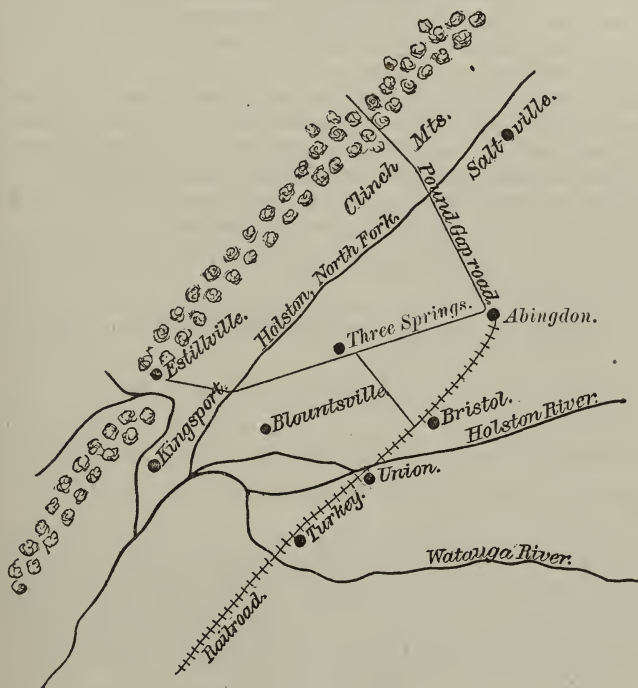 Clinch Mts.
Saltville.
Pound Gap road.
Holston, North Fork.
Estillville.
Three Springs.
Abingdon.
Kingsport
Blountsville
Bristol.
Holston River.
Union.
Turkey.
Watauga River.
Railroad.